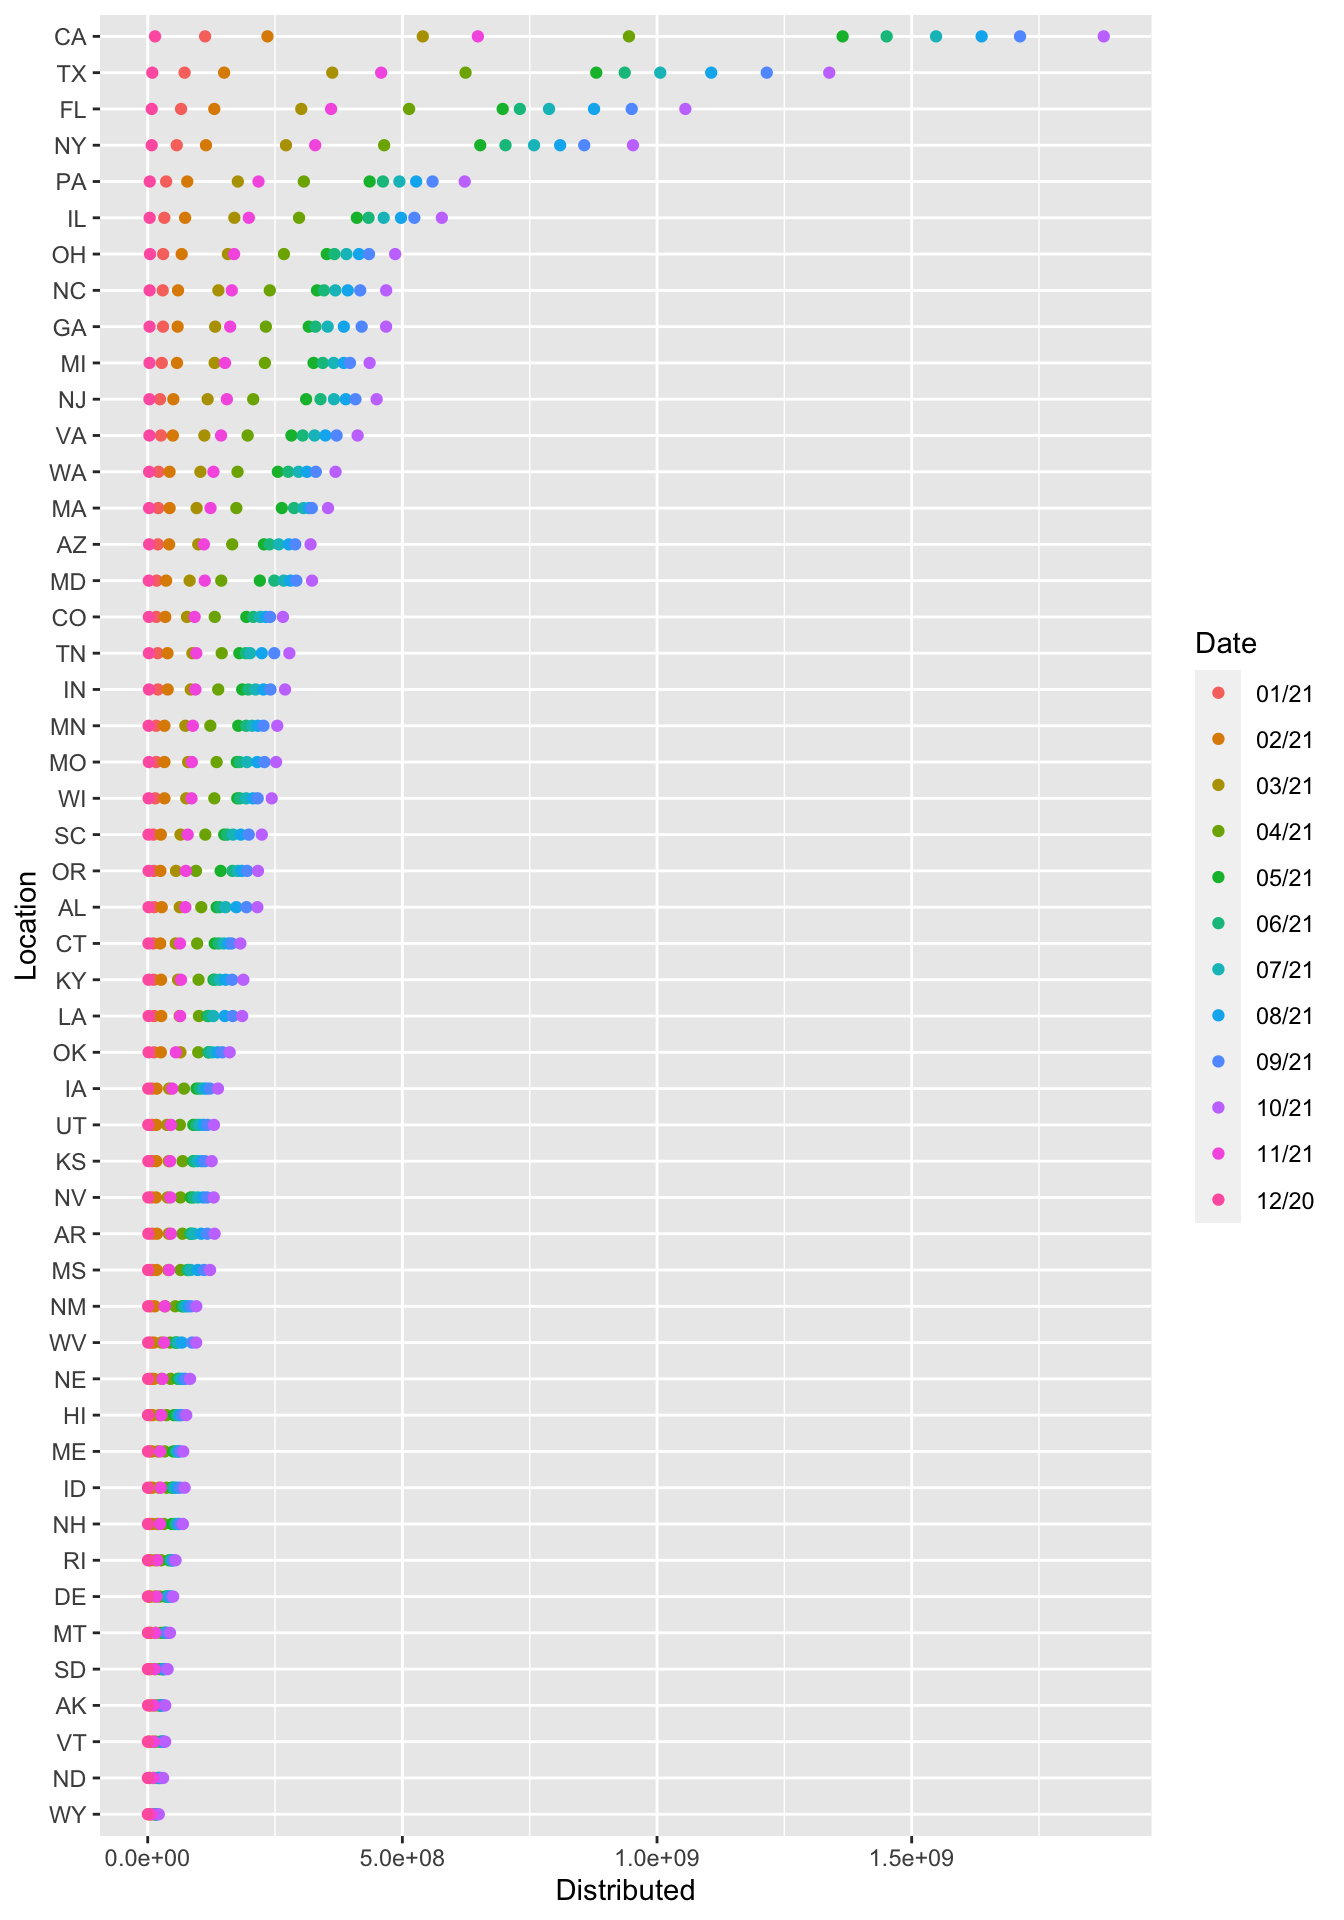 CA
TX
FL
NY
PA
IL
OH
NC
GA
MI
NJ
VA
WA
MA
AZ
MD
CO
TN
IN
MN
MO
WI
SC
OR
AL
CT
KY
LA
OK
IA
UT
KS
NV
AR
MS
NM
WV
NE
HI
ME
ID
NH
RI
DE
MT
SD
AK
VT
ND
WY
Location
0.0e+00 5.0e+08 1.0e+09 1.5e+09
Distributed
Date
01/21
02/21
03/21
04/21
05/21
06/21
07/21
08/21
09/21
10/21
11/21
12/20